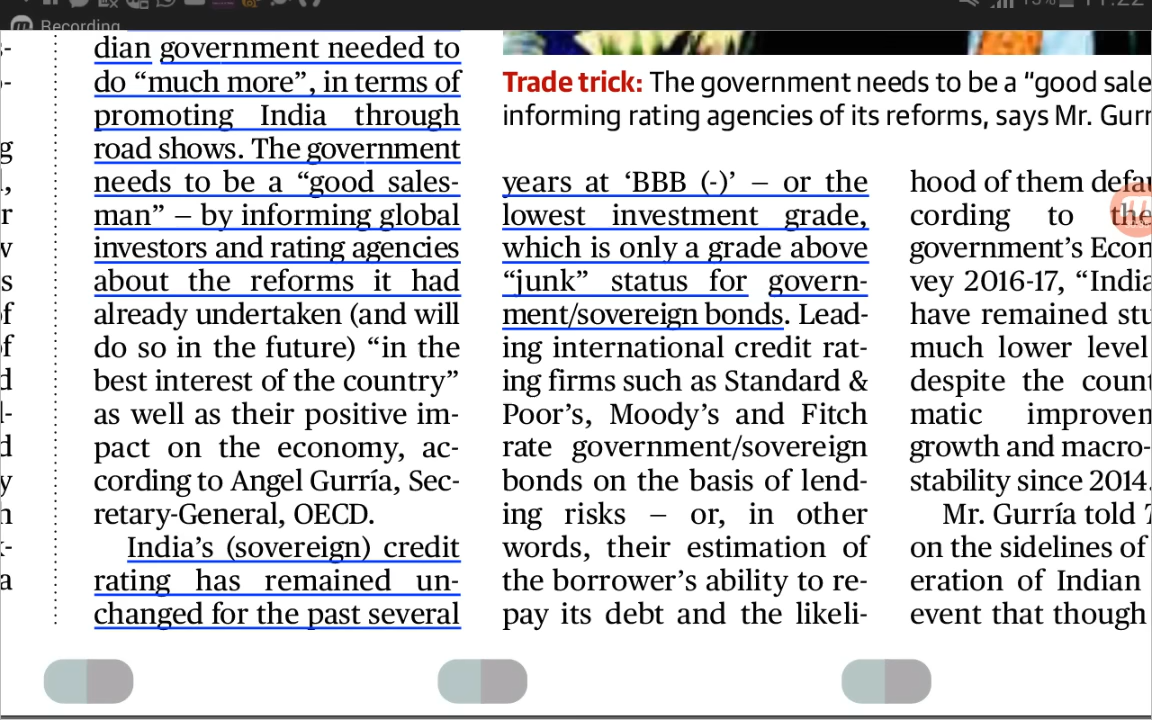 Recording
dian government needed to
do “much more”, in terms of
promoting India through
road shows. The government
needs to be a “good sales-
man” – by informing global
investors and rating agencies
about the reforms it had
already undertaken (and will
do so in the future) “in the
best interest of the country”
as well as their positive im-
pact on the economy, ac-
cording to Angel Gurría, Sec-
retary-General, OECD.
India’s (sovereign) credit
rating has remained un-
changed for the past several
Trade trick: The government needs to be a “good sale
informing rating agencies of its reforms, says Mr. Gurr
years at ‘BBB (-)’ – or the
lowest investment grade,
which is only a grade above
“junk” status for govern-
ment/sovereign bonds. Lead-
ing international credit rat-
ing firms such as Standard &
Poor’s, Moody’s and Fitch
rate government/sovereign
bonds on the basis of lend-
ing risks – or, in other
words, their estimation of
the borrower’s ability to re-
pay its debt and the likeli-
hood of them defau
cording to the
government’s Econ
vey 2016-17, “India
have remained stu
much lower level
despite the count
matic improven
growth and macro-
stability since 2014.
Mr. Gurría told
on the sidelines of
eration of Indian
event that though